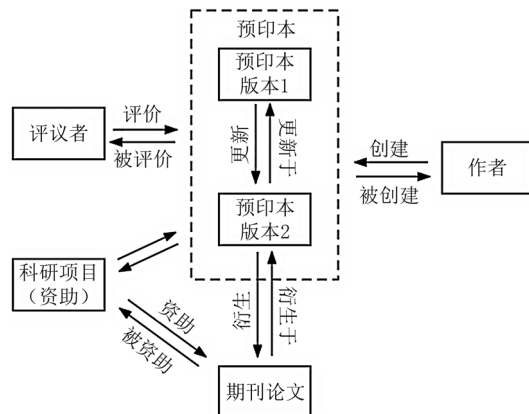 预印本
预印本
版本1
评议者
评价
被评价
更新
更新于
创建
被创建
作者
预印本
版本2
科研项目
（资助）
资助
被资助
衍生
衍生于
期刊论文